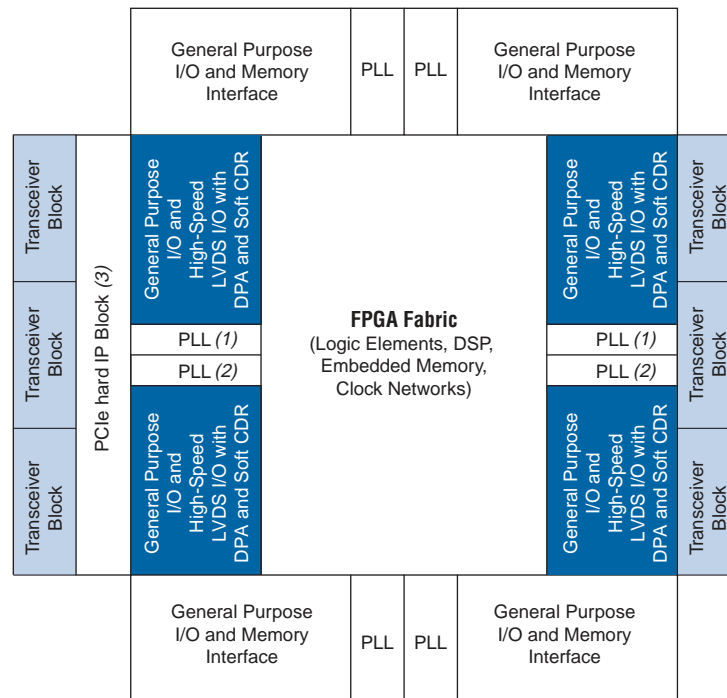 General Purpose
I/O and Memory
Interface
PLL
PLL
General Purpose
I/O and Memory
Interface
Transceiver
Block
Transceiver
Block
Transceiver
Block
PCIe hard IP Block (3)
General Purpose
I/O and
High-Speed
LVDS I/O with
DPA and Soft CDR
PLL (1)
PLL (2)
General Purpose
I/O and
High-Speed
LVDS I/O with
DPA and Soft CDR
FPGA Fabric
(Logic Elements, DSP,
Embedded Memory,
Clock Networks)
General Purpose
I/O and
High-Speed
LVDS I/O with
DPA and Soft CDR
PLL (1)
PLL (2)
General Purpose
I/O and
High-Speed
LVDS I/O with
DPA and Soft CDR
Transceiver
Block
Transceiver
Block
Transceiver
Block
General Purpose
I/O and Memory
Interface
PLL
PLL
General Purpose
I/O and Memory
Interface